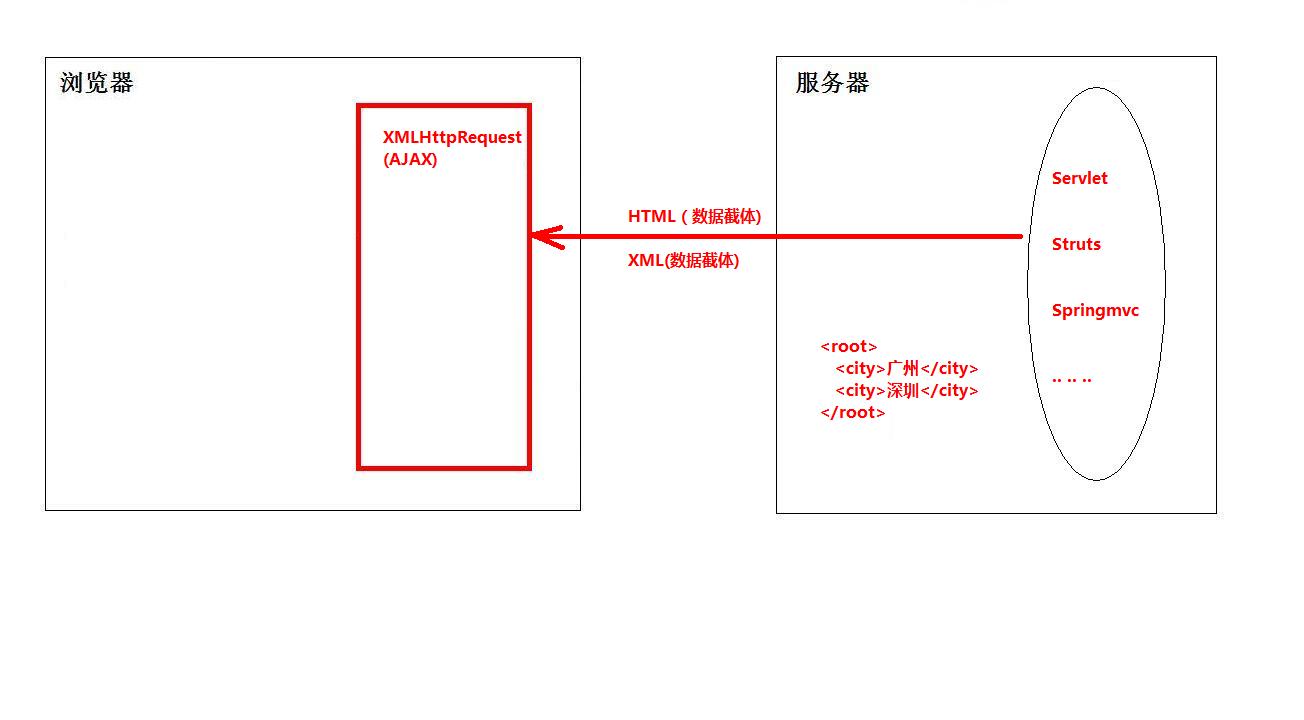 浏览器
XMLHttpRequest
(AJAX)
HTML ( 数据截体)
XML(数据截体)
服务器
Servlet
Struts
Springmvc
.. .. ..
<root>
<city>广州</city>
<city>深圳</city>
</root>